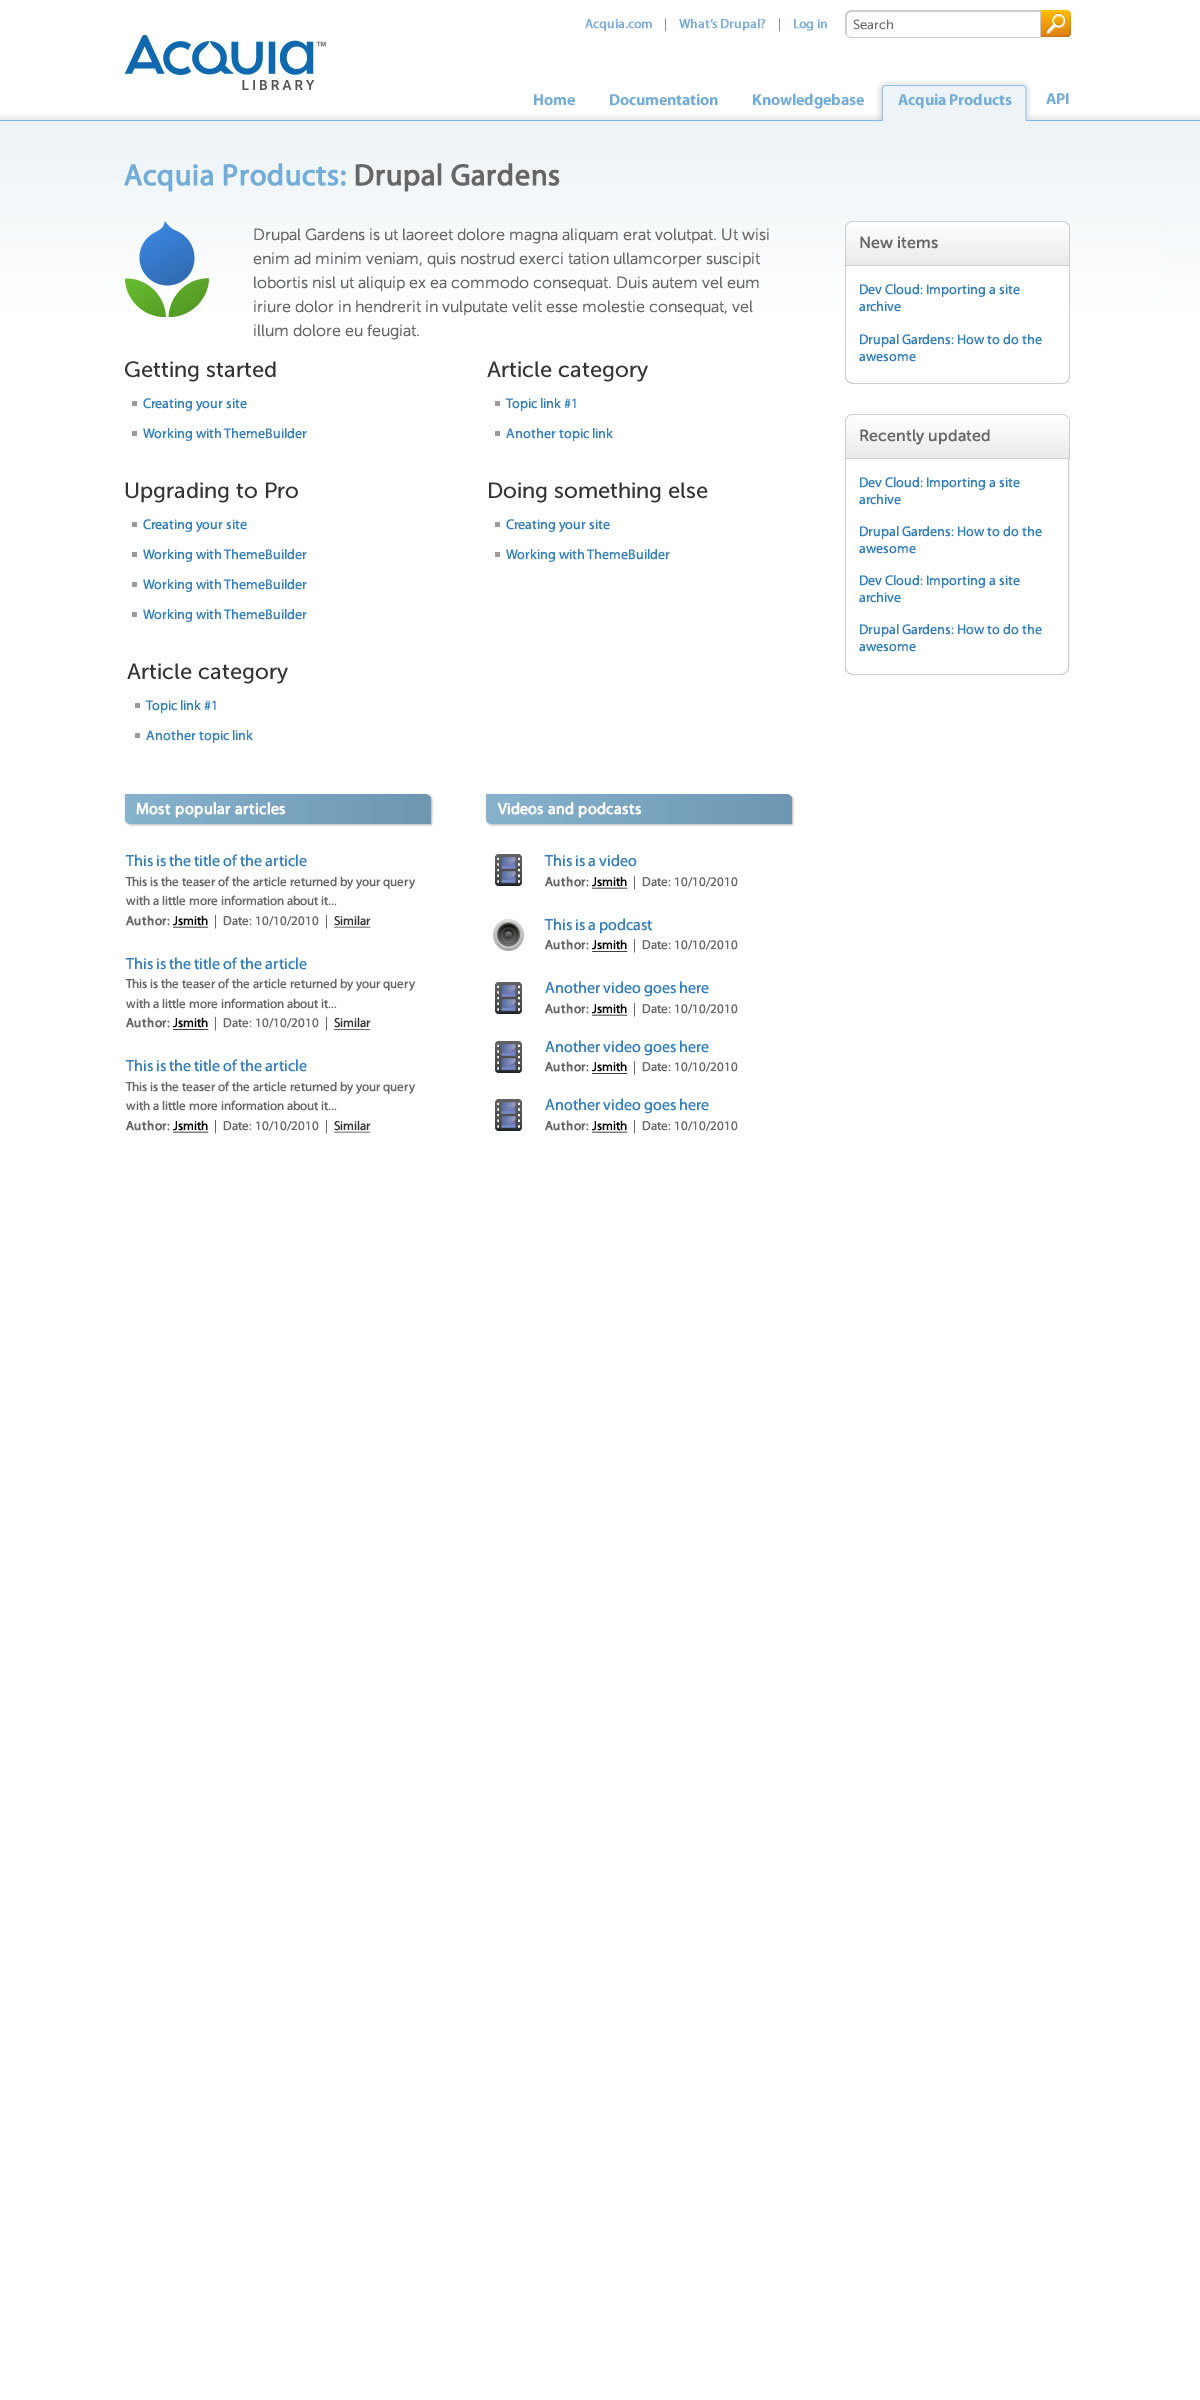 Acquia.com | What's Drupal? | Log in
Search
Acquia™
LIBRARY
Home Documentation Knowledgebase Acquia Products API
Acquia Products: Drupal Gardens
Drupal Gardens is ut laoreet dolore magna aliquam erat volutpat. Ut wisi
enim ad minim veniam, quis nostrud exerci tation ullamcorper suscipit
lobortis nisl ut aliquip ex ea commodo consequat. Duis autem vel eum
iriure dolor in hendrerit in vulputate velit esse molestie consequat, vel
illum dolore eu feugiat.
Getting started
Creating your site
Working with ThemeBuilder
Article category
Topic link #1
Another topic link
Upgrading to Pro
Creating your site
Working with ThemeBuilder
Working with ThemeBuilder
Working with ThemeBuilder
Doing something else
Creating your site
Working with ThemeBuilder
Article category
Topic link #1
Another topic link
New items
Dev Cloud: Importing a site
archive
Drupal Gardens: How to do the
awesome
Recently updated
Dev Cloud: Importing a site
archive
Drupal Gardens: How to do the
awesome
Dev Cloud: Importing a site
archive
Drupal Gardens: How to do the
awesome
Most popular articles
This is the title of the article
This is the teaser of the article returned by your query
with a little more information about it...
Author: Jsmith | Date: 10/10/2010 | Similar
This is the title of the article
This is the teaser of the article returned by your query
with a little more information about it...
Author: Jsmith | Date: 10/10/2010 | Similar
This is the title of the article
This is the teaser of the article returned by your query
with a little more information about it...
Author: Jsmith | Date: 10/10/2010 | Similar
Videos and podcasts
This is a video
Author: Jsmith | Date: 10/10/2010
This is a podcast
Author: Jsmith | Date: 10/10/2010
Another video goes here
Author: Jsmith | Date: 10/10/2010
Another video goes here
Author: Jsmith | Date: 10/10/2010
Another video goes here
Author: Jsmith | Date: 10/10/2010